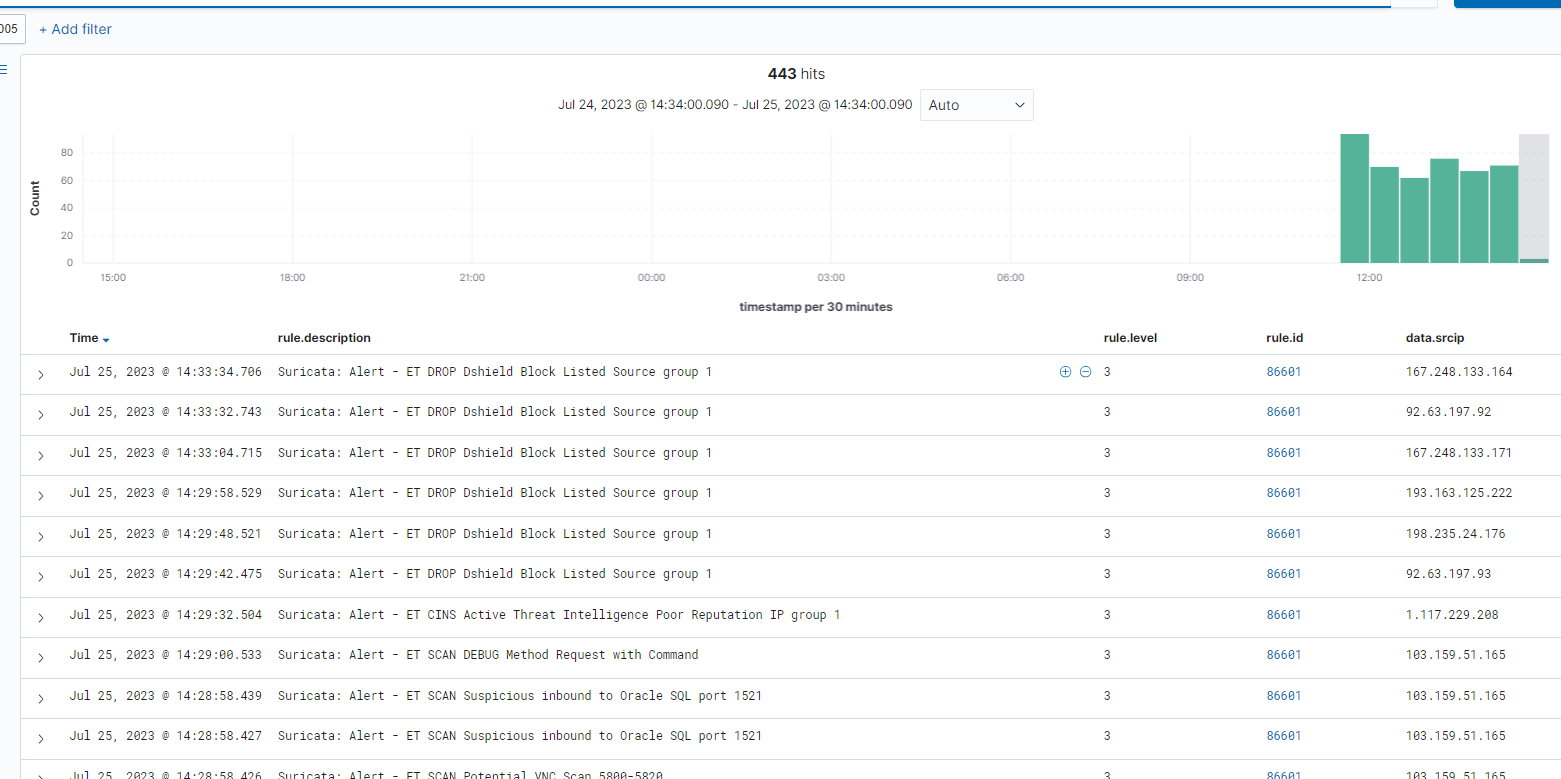 005 + Add filter
443 hits
Jul 24, 2023 @ 14:34:00.090 - Jul 25, 2023 @ 14:34:00.090 Auto
80
60
40
20
0
Count
15:00 18:00 21:00 00:00 03:00 06:00 09:00 12:00
timestamp per 30 minutes
Time rule.description rule.level rule.id data.srcip
Jul 25, 2023 @ 14:33:34.706 Suricata: Alert - ET DROP Dshield Block Listed Source group 1 3 86601 167.248.133.164
Jul 25, 2023 @ 14:33:32.743 Suricata: Alert - ET DROP Dshield Block Listed Source group 1 3 86601 92.63.197.92
Jul 25, 2023 @ 14:33:04.715 Suricata: Alert - ET DROP Dshield Block Listed Source group 1 3 86601 167.248.133.171
Jul 25, 2023 @ 14:29:58.529 Suricata: Alert - ET DROP Dshield Block Listed Source group 1 3 86601 193.163.125.222
Jul 25, 2023 @ 14:29:48.521 Suricata: Alert - ET DROP Dshield Block Listed Source group 1 3 86601 198.235.24.176
Jul 25, 2023 @ 14:29:42.475 Suricata: Alert - ET DROP Dshield Block Listed Source group 1 3 86601 92.63.197.93
Jul 25, 2023 @ 14:29:32.504 Suricata: Alert - ET CINS Active Threat Intelligence Poor Reputation IP group 1 3 86601 1.117.229.208
Jul 25, 2023 @ 14:29:00.533 Suricata: Alert - ET SCAN DEBUG Method Request with Command 3 86601 103.159.51.165
Jul 25, 2023 @ 14:28:58.439 Suricata: Alert - ET SCAN Suspicious inbound to Oracle SQL port 1521 3 86601 103.159.51.165
Jul 25, 2023 @ 14:28:58.427 Suricata: Alert - ET SCAN Suspicious inbound to Oracle SQL port 1521 3 86601 103.159.51.165
Jul 25, 2023 @ 14:28:58.426 Suricata: Alert - ET SCAN Potential VNC Scan 5800-5820 3 86601 103.159.51.165